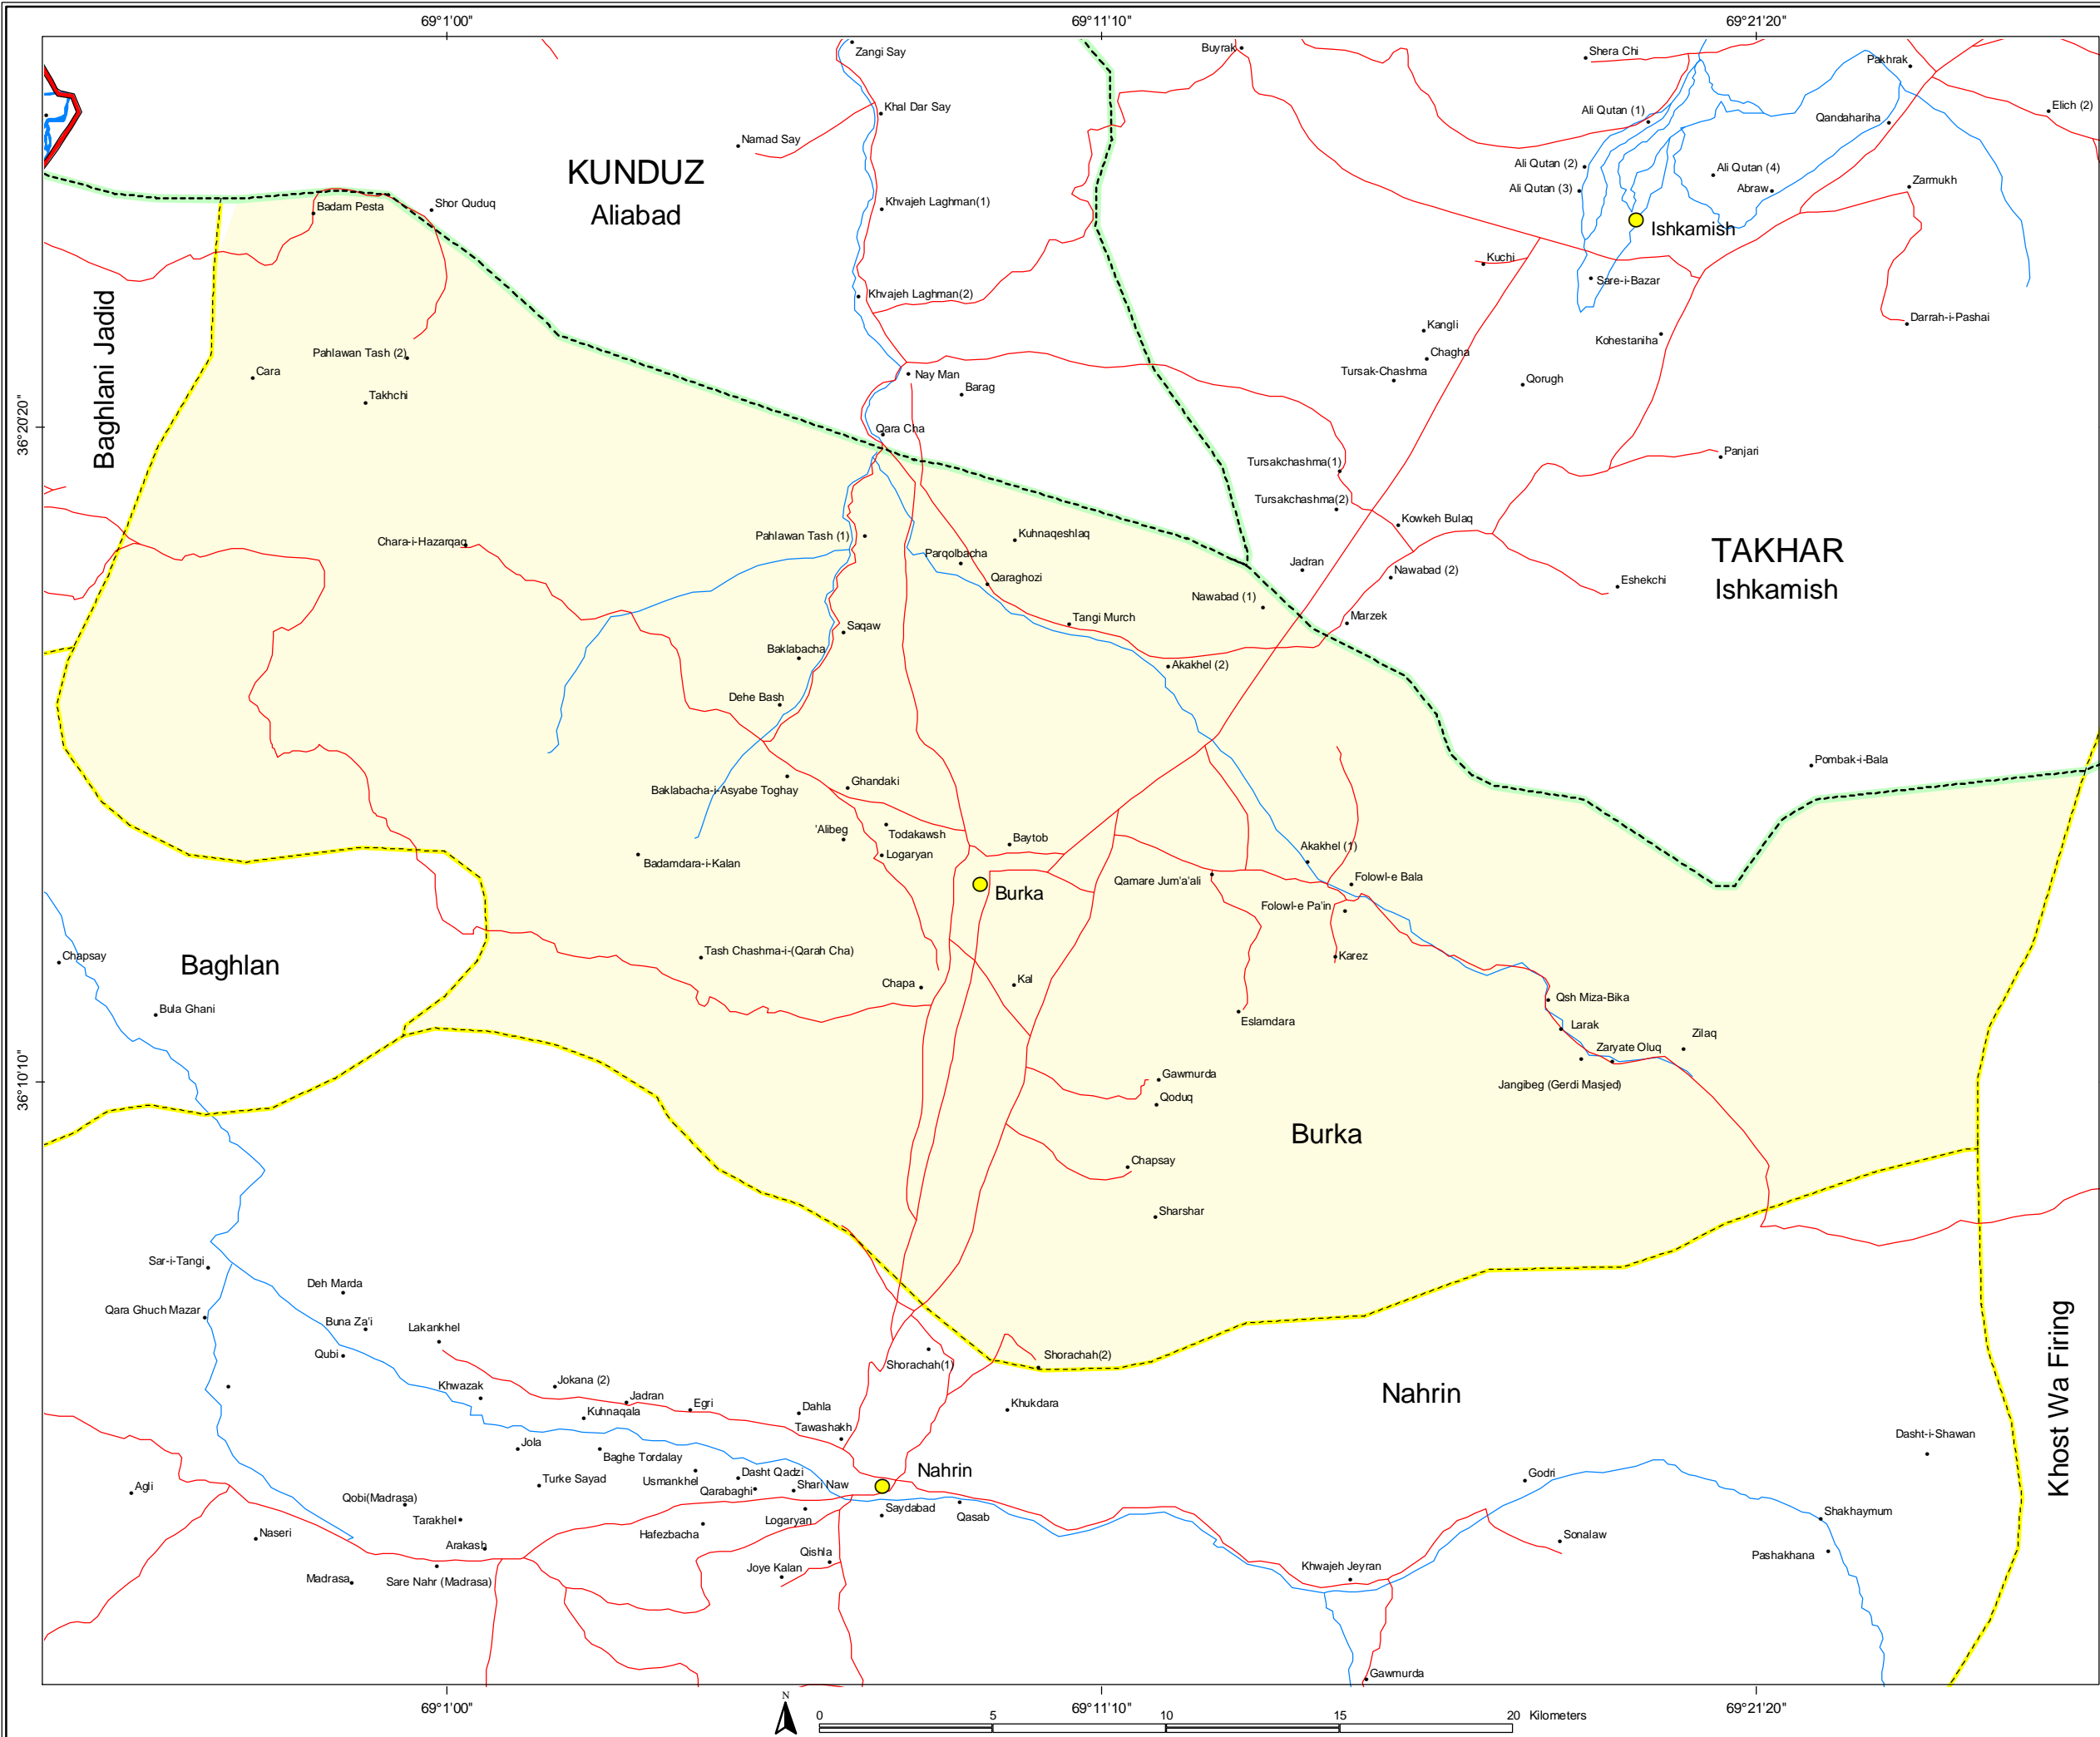 69°1'00"
69°11'10"
69°21'20"
Zangi Say
Buyrak
Shera Chi
Pakhrak
Khal Dar Say
Ali Qutan (1)
Elich (2)
Qandahariha
Namad Say
KUNDUZ
Aliabad
Ali Qutan (2)
Ali Qutan (4)
Ali Qutan (3)
Abraw
Zarmukh
Badam Pesta
Shor Quduq
Khvajeh Laghman(1)
Ishkamish
Kuchi
Sare-i-Bazar
Baghlani Jadid
Khvajeh Laghman(2)
Kangli
Kohestaniha
Darrah-i-Pashai
Pahlawan Tash (2)
Chagha
Cara
Nay Man
Tursak-Chashma
Qorugh
Takhchi
Barag
36°20'20"
Qara Cha
Tursakchashma(1)
Panjari
Tursakchashma(2)
Kowkeh Bulaq
Chara-i-Hazarqaq
Pahlawan Tash (1)
Kuhnaqeshlaq
Parqolbacha
TAKHAR
Ishkamish
Jadran
Nawabad (2)
Qaraghozi
Eshekchi
Nawabad (1)
Tangi Murch
Marzek
Saqaw
Baklabacha
Akakhel (2)
Dehe Bash
Pombak-i-Bala
Ghandaki
Baklabacha-i-Asyabe Toghay
'Alibeg
Todakawsh
Baytob
Logaryan
Akakhel (1)
Badamdara-i-Kalan
Qamare Jum'a'ali
Folowl-e Bala
Burka
Folowl-e Pa'in
Tash Chashma-i-(Qarah Cha)
Karez
Chapsay
Baghlan
Chapa
Kal
Bula Ghani
Qsh Miza-Bika
Eslamdara
Larak
Zilaq
Zaryate Oluq
36°10'10"
Gawmurda
Jangibeg (Gerdi Masjed)
Qoduq
Burka
Chapsay
Sharshar
Sar-i-Tangi
Deh Marda
Qara Ghuch Mazar
Buna Za'i
Lakankhel
Qubi
Shorachah(1)
Shorachah(2)
Khost Wa Firing
Khwazak
Jokana (2)
Jadran
Nahrin
Egri
Dahla
Khukdara
Kuhnaqala
Tawashakh
Dasht-i-Shawan
Jola
Baghe Tordalay
Nahrin
Turke Sayad
Usmankhel
Dasht Qadzi
Qarabaghi
Shari Naw
Godri
Agli
Qobi(Madrasa)
Saydabad
Qasab
Shakhaymum
Tarakhel
Logaryan
Naseri
Hafezbacha
Sonalaw
Arakash
Qishla
Pashakhana
Joye Kalan
Khwajeh Jeyran
Madrasa
Sare Nahr (Madrasa)
Gawmurda
69°1'00"
69°11'10"
69°21'20"
N
0 5 10 15 20 Kilometers